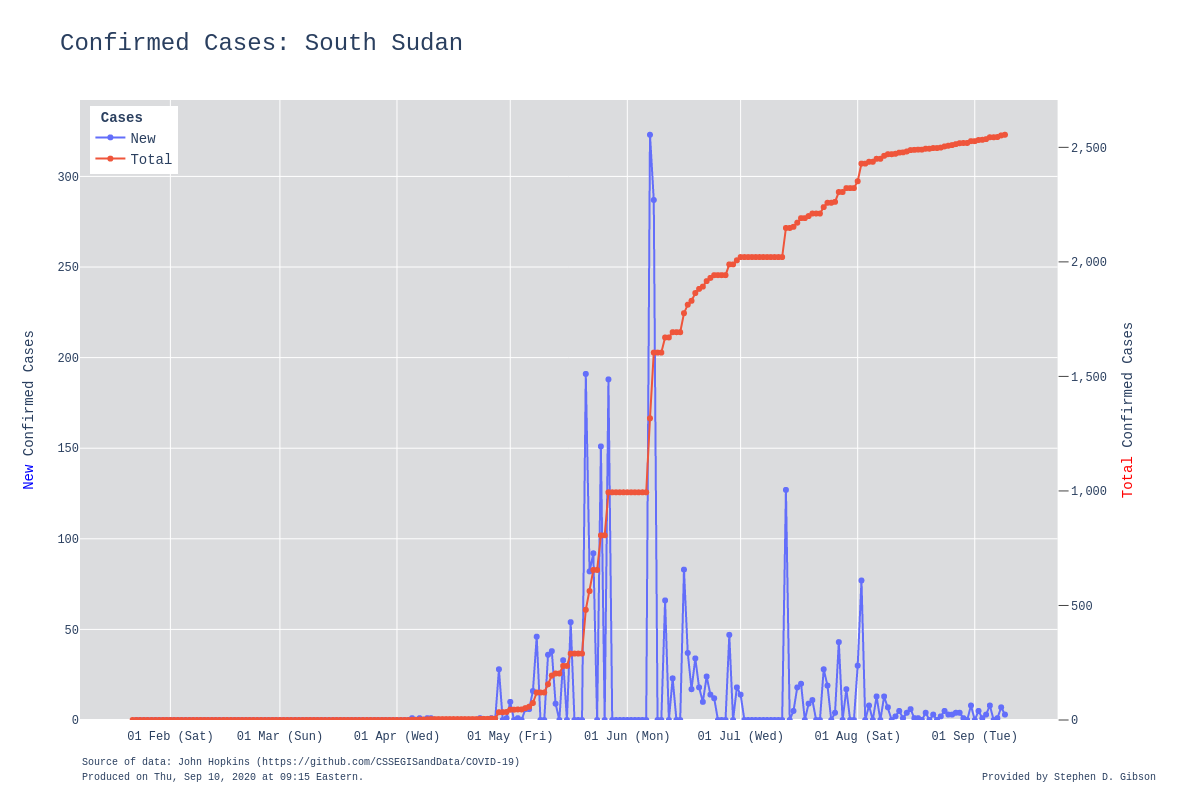 Confirmed Cases: South Sudan
Cases
New
Total
300
250
200
150
100
50
0
2,500
2,000
1,500
1,000
500
0
New Confirmed Cases
Total Confirmed Cases
01 Feb (Sat)
01 Mar (Sun)
01 Apr (Wed)
01 May (Fri)
01 Jun (Mon)
01 Jul (Wed)
01 Aug (Sat)
01 Sep (Tue)
Source of data: John Hopkins (https://github.com/CSSEGISandData/COVID-19)
Produced on Thu, Sep 10, 2020 at 09:15 Eastern.
Provided by Stephen D. Gibson